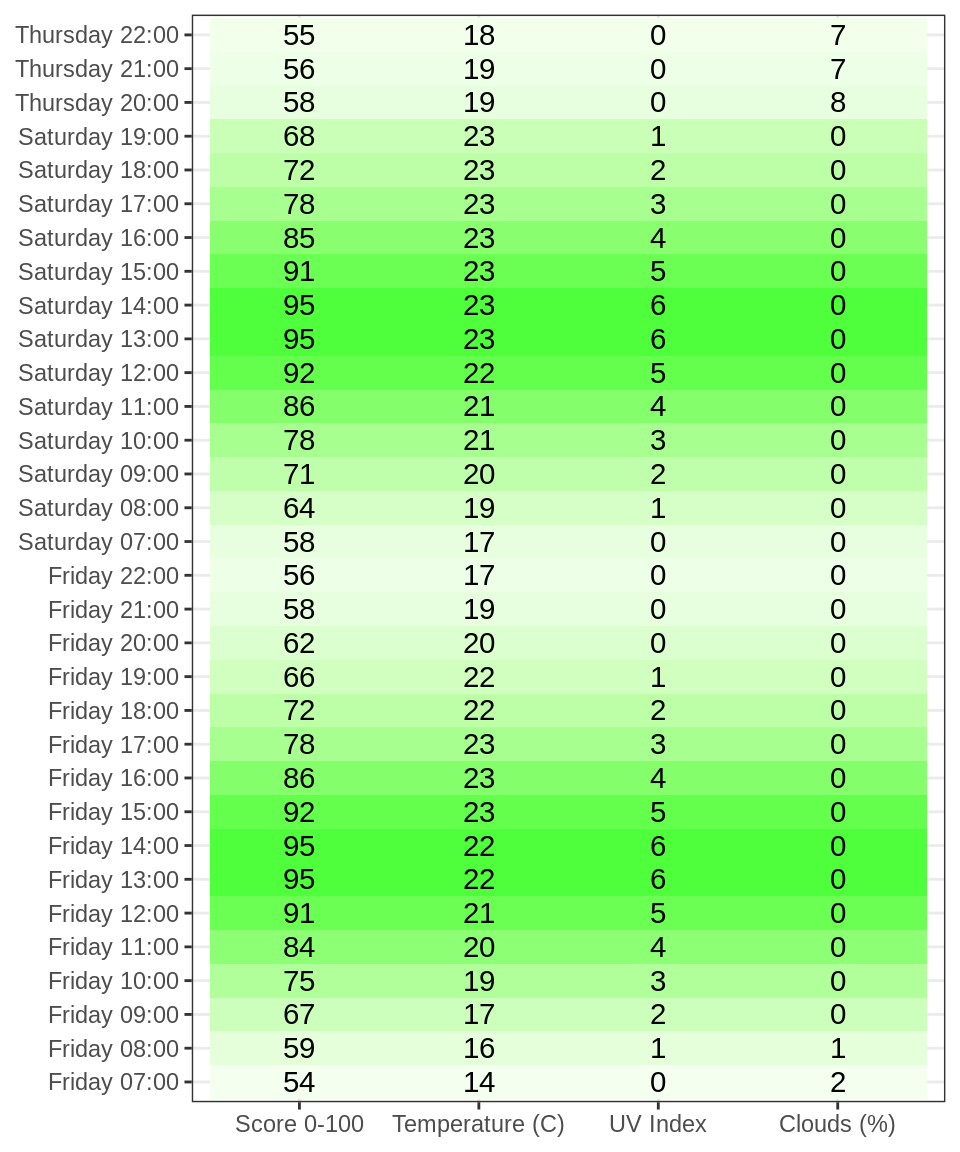 Thursday 22:00 55 18 0 7
Thursday 21:00 56 19 0 7
Thursday 20:00 58 19 0 8
Saturday 19:00 68 23 1 0
Saturday 18:00 72 23 2 0
Saturday 17:00 78 23 3 0
Saturday 16:00 85 23 4 0
Saturday 15:00 91 23 5 0
Saturday 14:00 95 23 6 0
Saturday 13:00 95 23 6 0
Saturday 12:00 92 22 5 0
Saturday 11:00 86 21 4 0
Saturday 10:00 78 21 3 0
Saturday 09:00 71 20 2 0
Saturday 08:00 64 19 1 0
Saturday 07:00 58 17 0 0
Friday 22:00 56 17 0 0
Friday 21:00 58 19 0 0
Friday 20:00 62 20 0 0
Friday 19:00 66 22 1 0
Friday 18:00 72 22 2 0
Friday 17:00 78 23 3 0
Friday 16:00 86 23 4 0
Friday 15:00 92 23 5 0
Friday 14:00 95 22 6 0
Friday 13:00 95 22 6 0
Friday 12:00 91 21 5 0
Friday 11:00 84 20 4 0
Friday 10:00 75 19 3 0
Friday 09:00 67 17 2 0
Friday 08:00 59 16 1 1
Friday 07:00 54 14 0 2
Score 0-100 Temperature (C) UV Index Clouds (%)